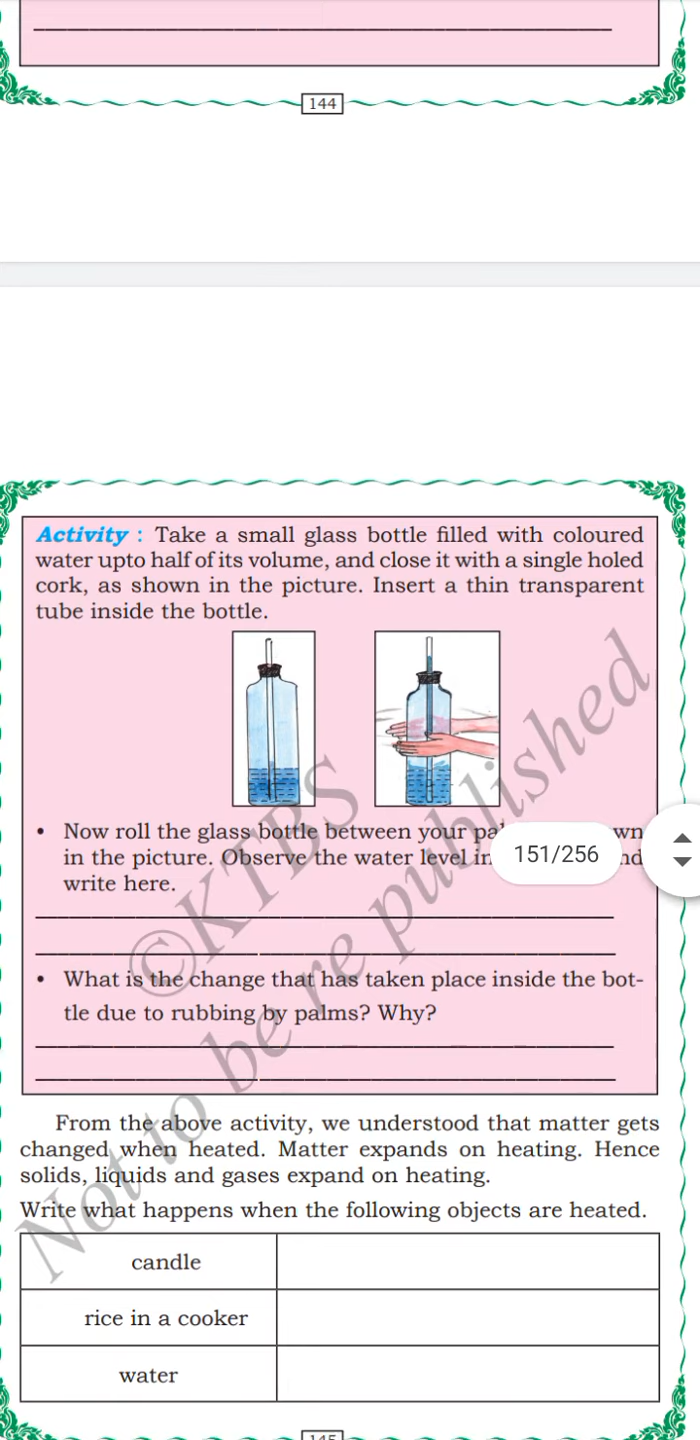 144
Activity : Take a small glass bottle filled with coloured
water upto half of its volume, and close it with a single holed
cork, as shown in the picture. Insert a thin transparent
tube inside the bottle.
• Now roll the glass bottle between your
in the picture. Observe the water level
151/256
write here.
• What is the change that has taken place inside the bot-
tle due to rubbing by palms? Why?
©KTBS
Not to be re published
From the above activity, we understood that matter gets
changed when heated. Matter expands on heating. Hence
solids, liquids and gases expand on heating.
Write what happens when the following objects are heated.
candle
rice in a cooker
water